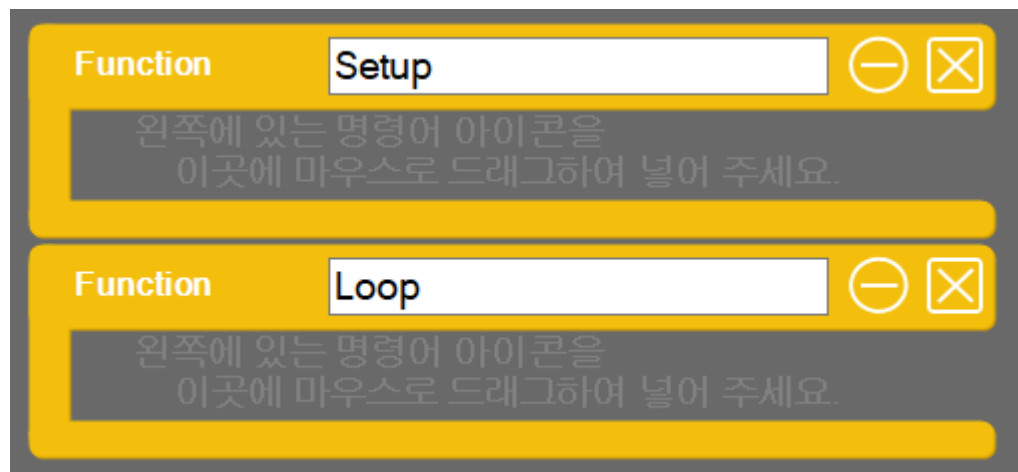 Function
Setup
왼쪽에 있는 명령어 아이콘을
이곳에 마우스로 드래그하여 넣어 주세요.
Function
Loop
왼쪽에 있는 명령어 아이콘을
이곳에 마우스로 드래그하여 넣어 주세요.